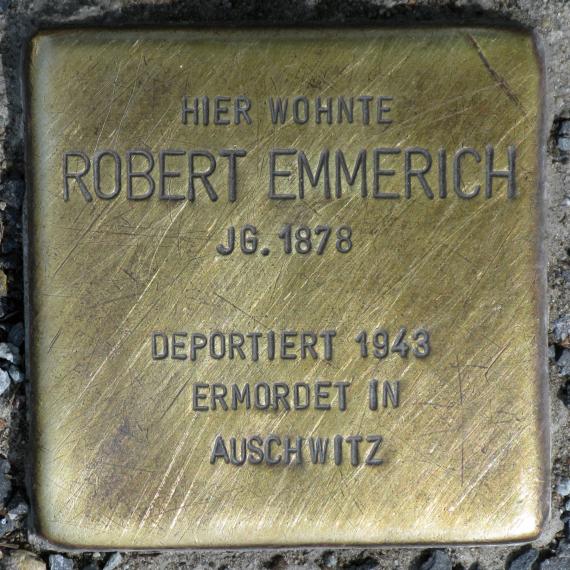 HIER WOHNTE
ROBERT EMMERICH
JG. 1878
DEPORTIERT 1943
ERMORDET IN
AUSCHWITZ